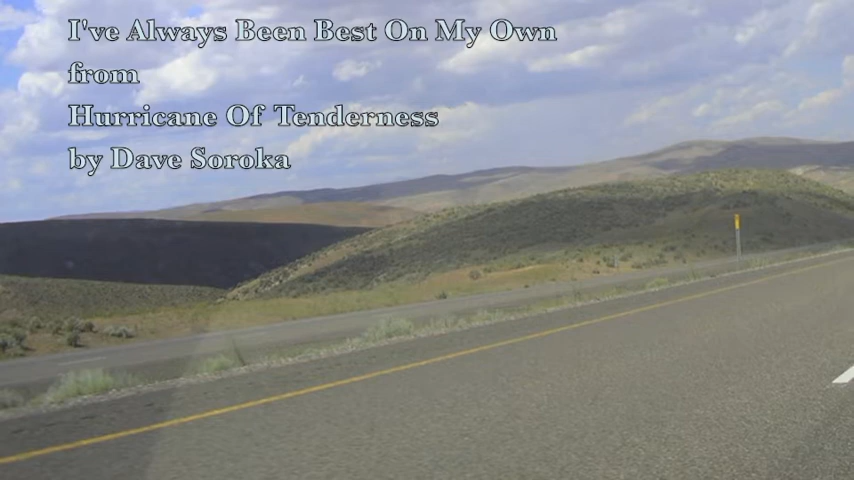 I've Always Been Best On My Own
from
Hurricane Of Tenderness
by Dave Soroka